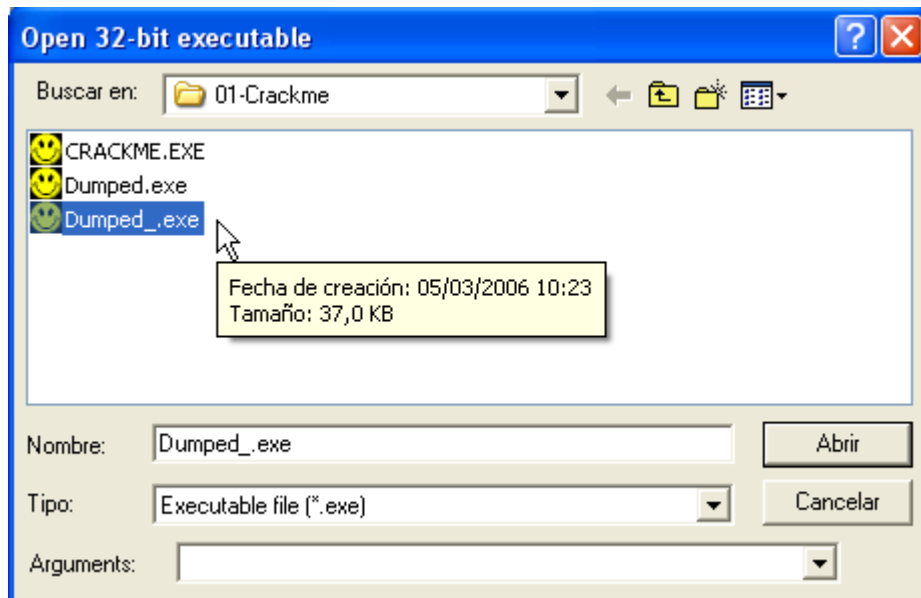 Open 32-bit executable
Buscar en: 01-Crackme
CRACKME.EXE
Dumped.exe
Dumped_.exe
Fecha de creación: 05/03/2006 10:23
Tamaño: 37,0 KB
Nombre: Dumped_.exe Abrir
Tipo: Executable file (*.exe) Cancelar
Arguments: